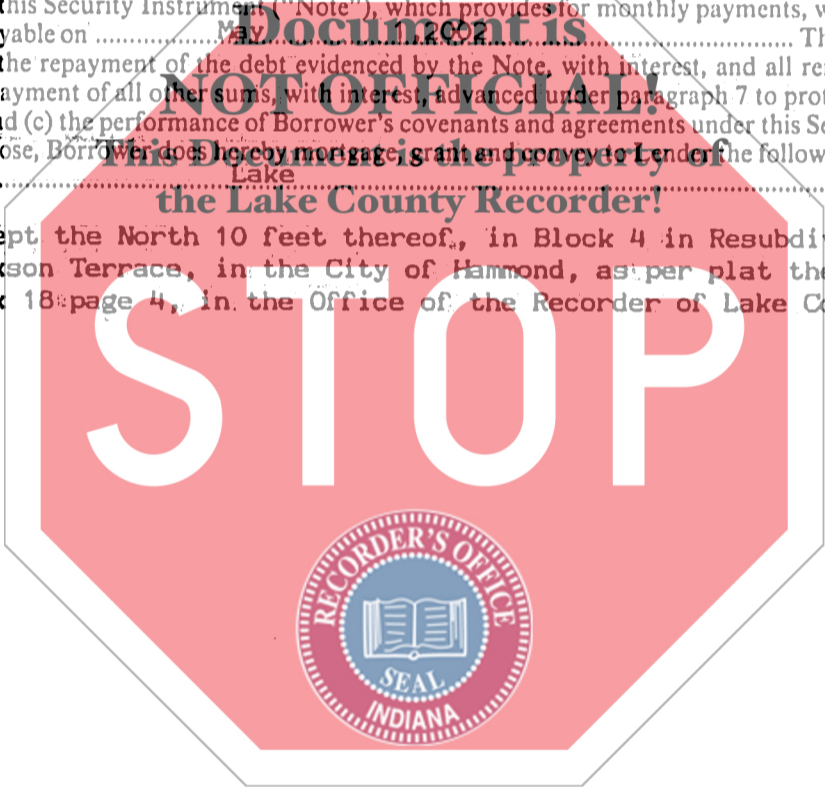 this Security Instrument ("Note"), which provides for monthly payments, w
yable on May 1, 2002 Th
the repayment of the debt evidenced by the Note, with interest, and all re
ayment of all other sums, with interest, advanced under paragraph 7 to prot
d (c) the performance of Borrower's covenants and agreements under this Se
ose, Borrower does hereby mortgage, grant and convey to Lender the follow
Lake
ept the North 10 feet thereof, in Block 4 in Resubdi
son Terrace, in the City of Hammond, as per plat the
18 page 4, in the Office of the Recorder of Lake Co
Document is
NOT OFFICIAL!
This Document is the property of
the Lake County Recorder!
STOP
RECORDER'S OFFICE
SEAL
INDIANA